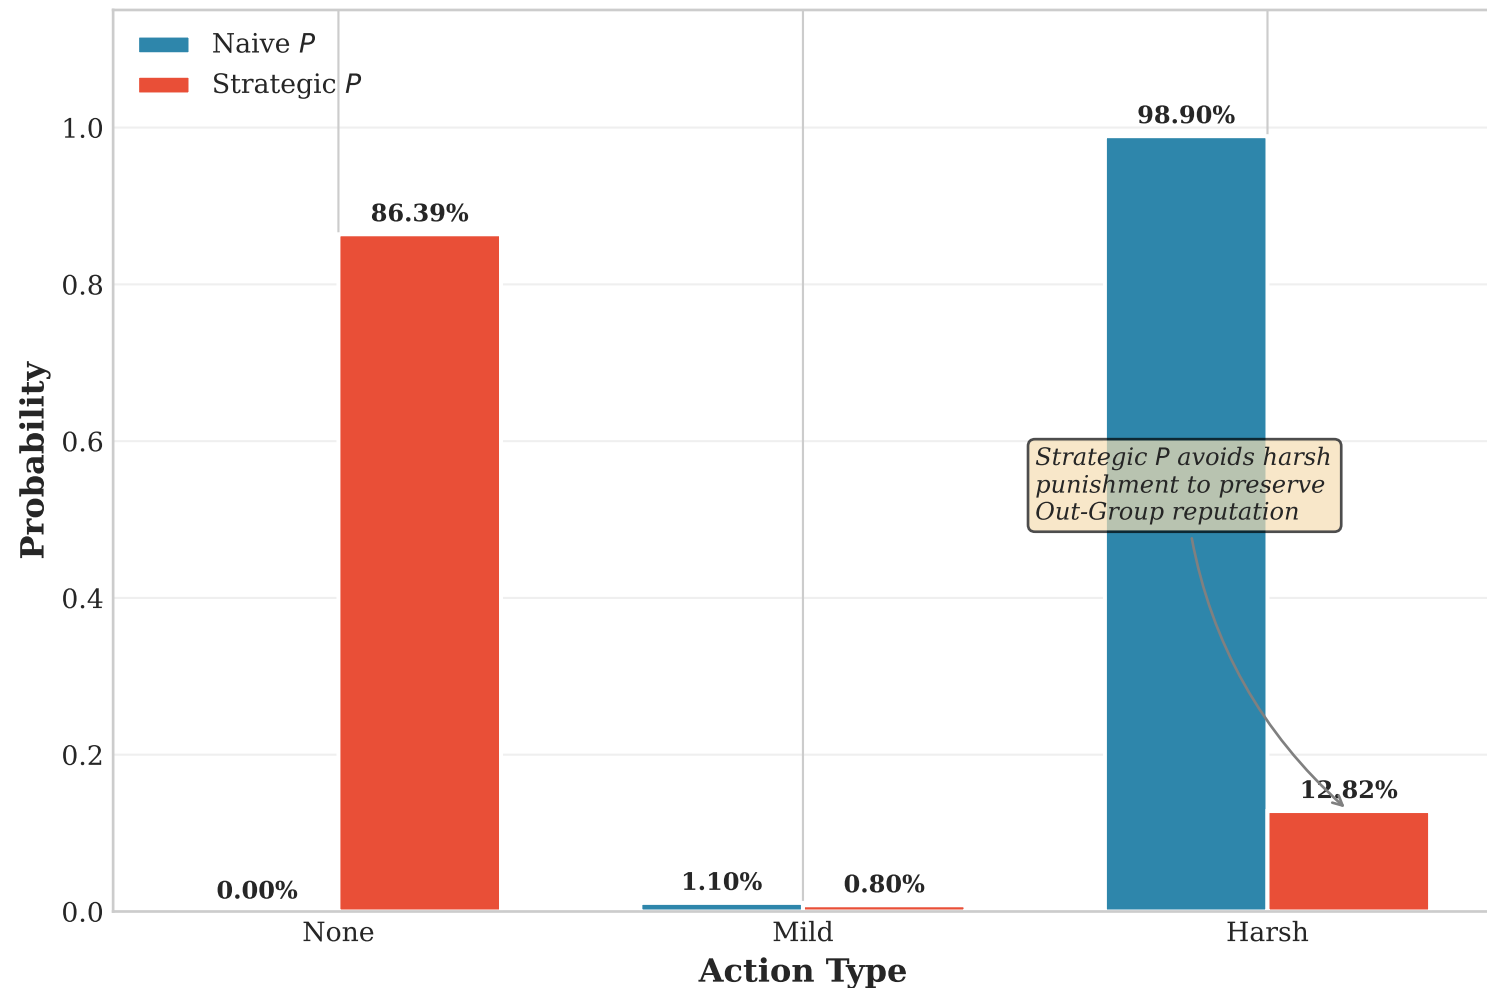 Naive P
Strategic P
98.90%
1.0
86.39%
0.8
0.6
Strategic P avoids harsh
punishment to preserve
Out-Group reputation
0.4
0.2
12.82%
0.00%
1.10%
0.80%
0.0
None
Mild
Harsh
Action Type
Probability